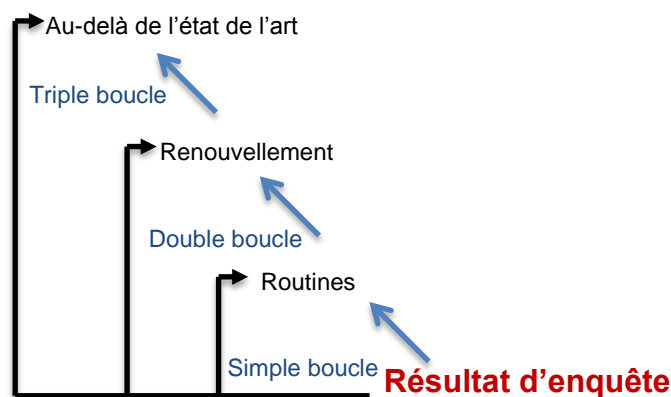 Au-delà de l’état de l’art
Triple boucle
Renouvellement
Double boucle
Routines
Simple boucle
Résultat d’enquête